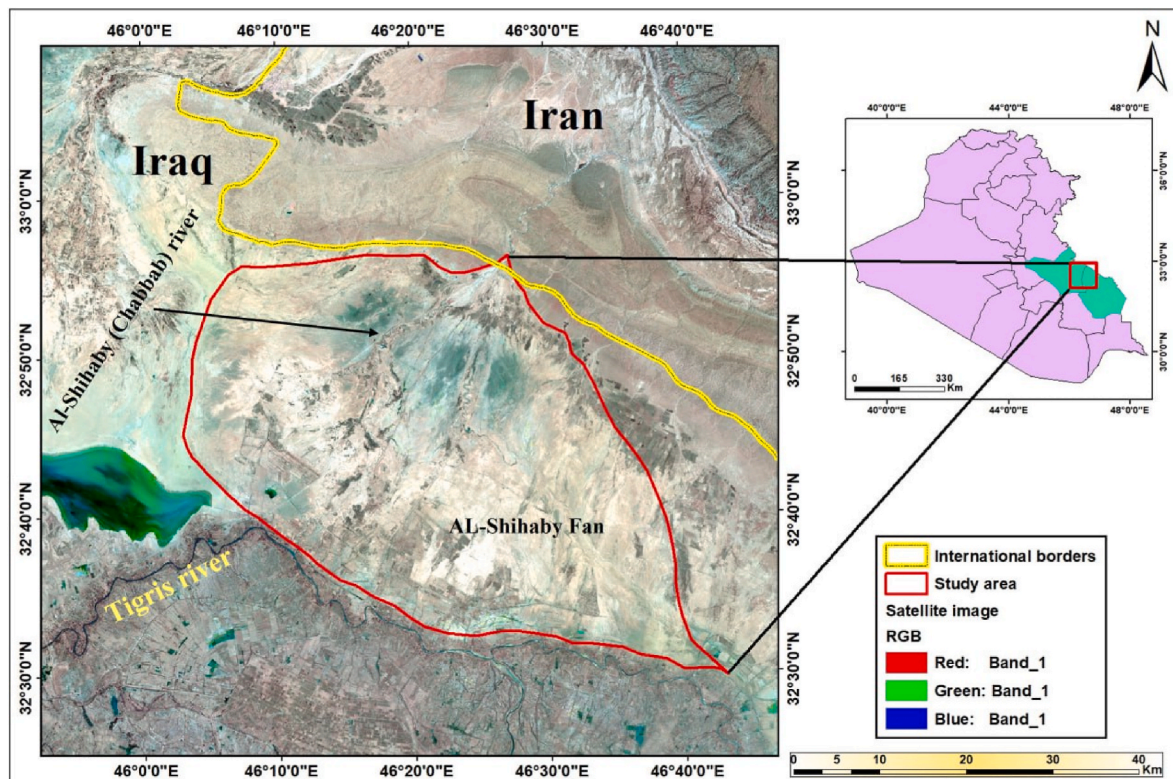 46°0'0"E 46°10'0"E 46°20'0"E 46°30'0"E 46°40'0"E
N
Iran
Iraq
Al-Shihaby (Chabbab) river
AL-Shihaby Fan
Tigris river
33°0'0"N
32°50'0"N
32°40'0"N
32°30'0"N
33°0'0"N
32°50'0"N
32°40'0"N
32°30'0"N
46°0'0"E 46°10'0"E 46°20'0"E 46°30'0"E 46°40'0"E
40°0'0"E 44°0'0"E 48°0'0"E
36°0'0"N
33°0'0"N
30°0'0"N
0 165 330
Km
40°0'0"E 44°0'0"E 48°0'0"E
International borders
Study area
Satellite image
RGB
Red: Band_1
Green: Band_1
Blue: Band_1
0 5 10 20 30 40
Km